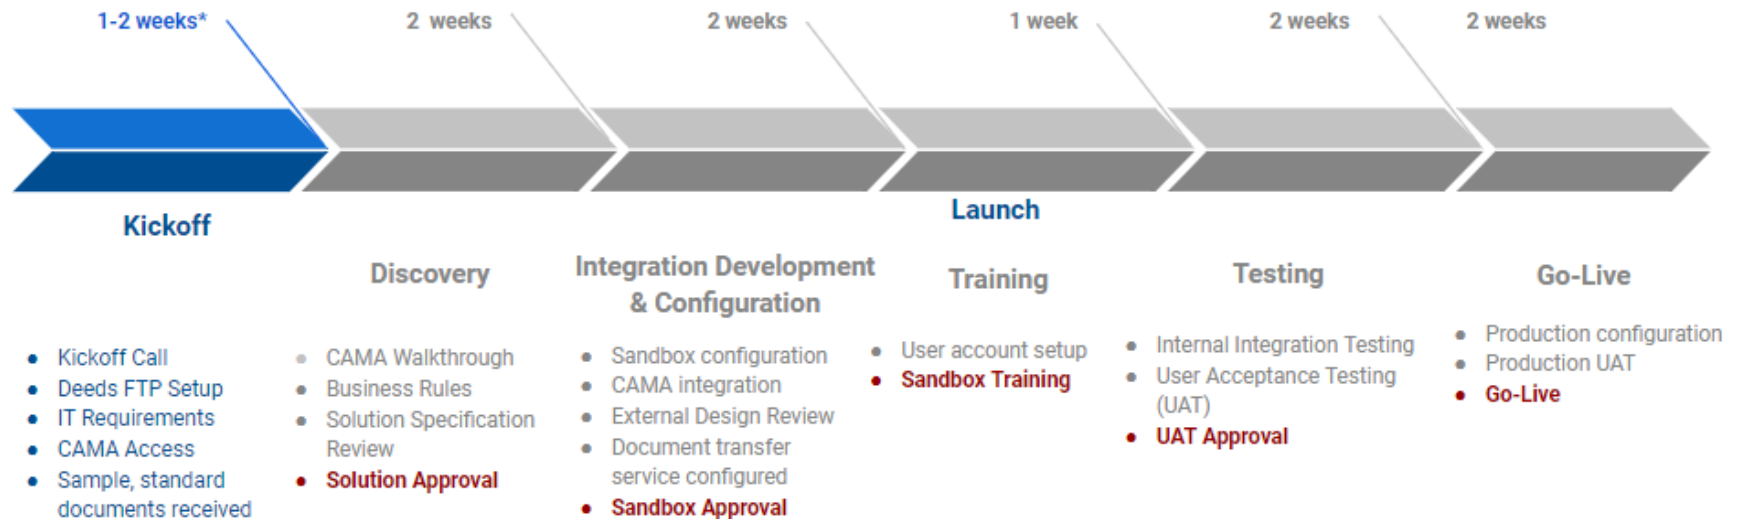 1-2 weeks*
2 weeks
2 weeks
1 week
2 weeks
2 weeks
Kickoff
● Kickoff Call
● Deeds FTP Setup
● IT Requirements
● CAMA Access
● Sample, standard
documents received
Discovery
● CAMA Walkthrough
● Business Rules
● Solution Specification
Review
● Solution Approval
Integration Development
& Configuration
● Sandbox configuration
● CAMA integration
● External Design Review
● Document transfer
service configured
● Sandbox Approval
Launch
Training
● User account setup
● Sandbox Training
Testing
● Internal Integration Testing
● User Acceptance Testing
(UAT)
● UAT Approval
Go-Live
● Production configuration
● Production UAT
● Go-Live